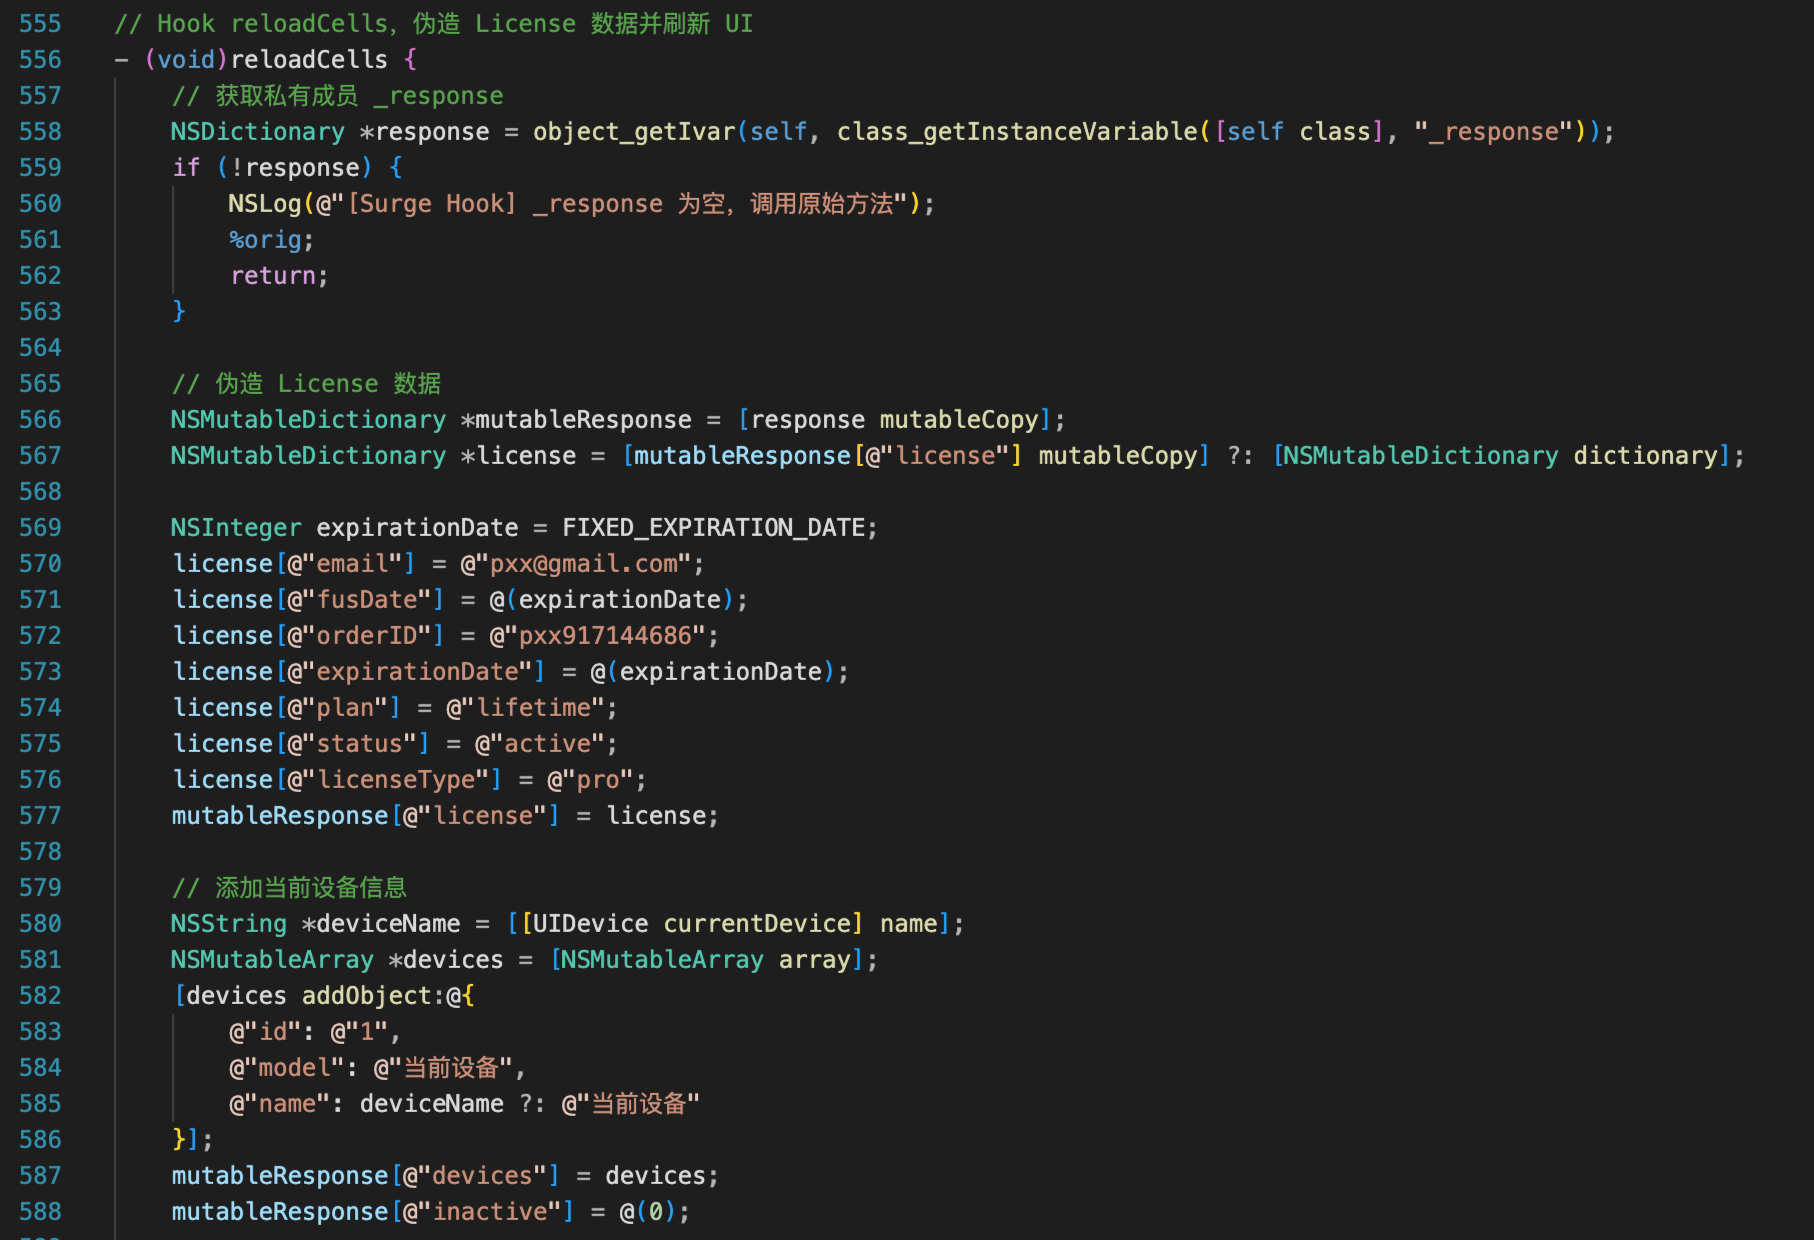 555 // Hook reloadCells，伪造 License 数据并刷新 UI
556 - (void)reloadCells {
557 // 获取私有成员 _response
558 NSDictionary *response = object_getIvar(self, class_getInstanceVariable([self class], "_response"));
559 if (!response) {
560 NSLog(@"[Surge Hook] _response 为空，调用原始方法");
561 %orig;
562 return;
563 }
564
565 // 伪造 License 数据
566 NSMutableDictionary *mutableResponse = [response mutableCopy];
567 NSMutableDictionary *license = [mutableResponse[@"license"] mutableCopy] ?: [NSMutableDictionary dictionary];
568
569 NSInteger expirationDate = FIXED_EXPIRATION_DATE;
570 license[@"email"] = @"pxx@gmail.com";
571 license[@"fusDate"] = @(expirationDate);
572 license[@"orderID"] = @"pxx917144686";
573 license[@"expirationDate"] = @(expirationDate);
574 license[@"plan"] = @"lifetime";
575 license[@"status"] = @"active";
576 license[@"licenseType"] = @"pro";
577 mutableResponse[@"license"] = license;
578
579 // 添加当前设备信息
580 NSString *deviceName = [[UIDevice currentDevice] name];
581 NSMutableArray *devices = [NSMutableArray array];
582 [devices addObject:@{
583 @"id": @"1",
584 @"model": @"当前设备",
585 @"name": deviceName ?: @"当前设备"
586 }];
587 mutableResponse[@"devices"] = devices;
588 mutableResponse[@"inactive"] = @(0);